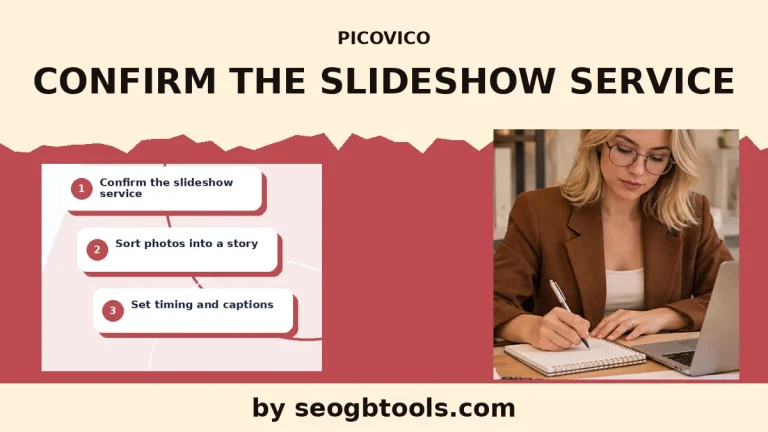 PICOVICO
CONFIRM THE SLIDESHOW SERVICE
1 Confirm the slideshow
service
2 Sort photos into a story
3 Set timing and captions
by seogbtools.com